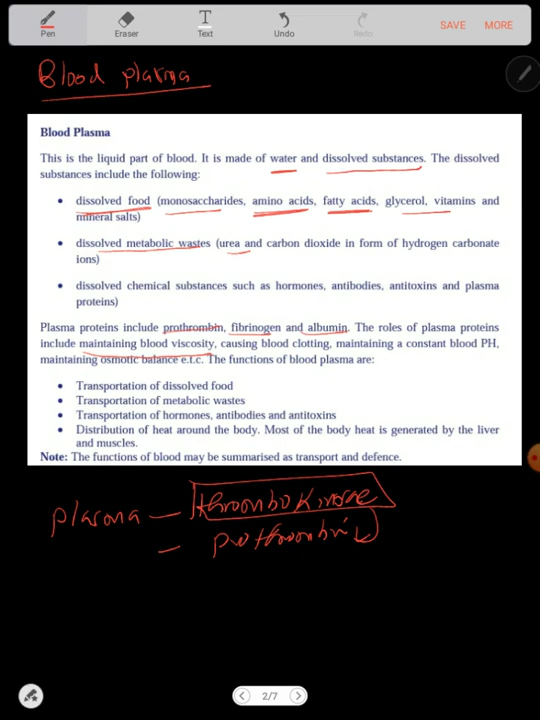 Pen
Eraser
Text
Undo
Redo
SAVE
MORE
Blood plasma
Blood Plasma
This is the liquid part of blood. It is made of water and dissolved substances. The dissolved
substances include the following:
• dissolved food (monosaccharides, amino acids, fatty acids, glycerol, vitamins and
mineral salts)
• dissolved metabolic wastes (urea and carbon dioxide in form of hydrogen carbonate
ions)
• dissolved chemical substances such as hormones, antibodies, antitoxins and plasma
proteins)
Plasma proteins include prothrombin, fibrinogen and albumin. The roles of plasma proteins
include maintaining blood viscosity, causing blood clotting, maintaining a constant blood PH,
maintaining osmotic balance e.t.c. The functions of blood plasma are:
• Transportation of dissolved food
• Transportation of metabolic wastes
• Transportation of hormones, antibodies and antitoxins
• Distribution of heat around the body. Most of the body heat is generated by the liver
and muscles.
Note: The functions of blood may be summarised as transport and defence.
plasma — thrombokinase
— prothrombin
2/7